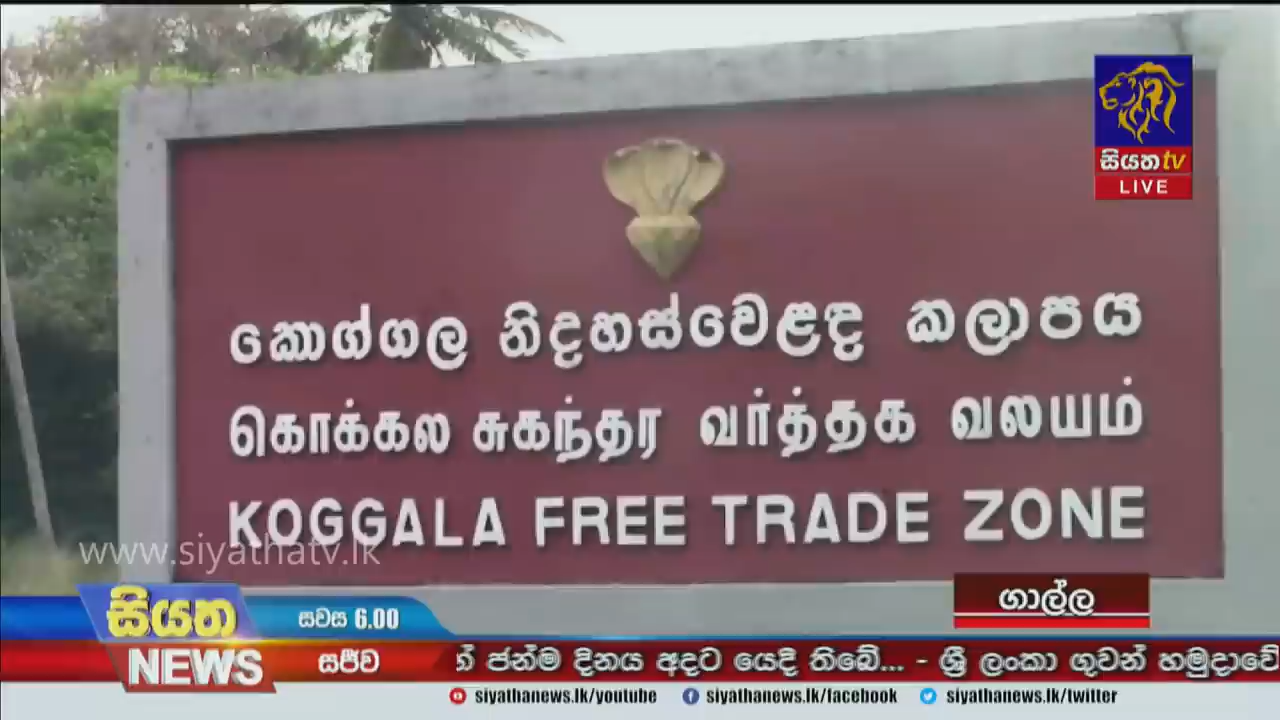 සියත tv
LIVE
කොග්ගල නිදහස්වෙළඳ කලාපය
கொக்கல சுகந்தர வர்த்தக வலயம்
KOGGALA FREE TRADE ZONE
www.siyathatv.lk
ගාල්ල
සියත
සවස 6.00
NEWS
සජීව
ජන්ම දිනය අදට යෙදී තිබේ... - ශ්‍රී ලංකා ගුවන් හමුදාවේ
siyathanews.lk/youtube siyathanews.lk/facebook siyathanews.lk/twitter